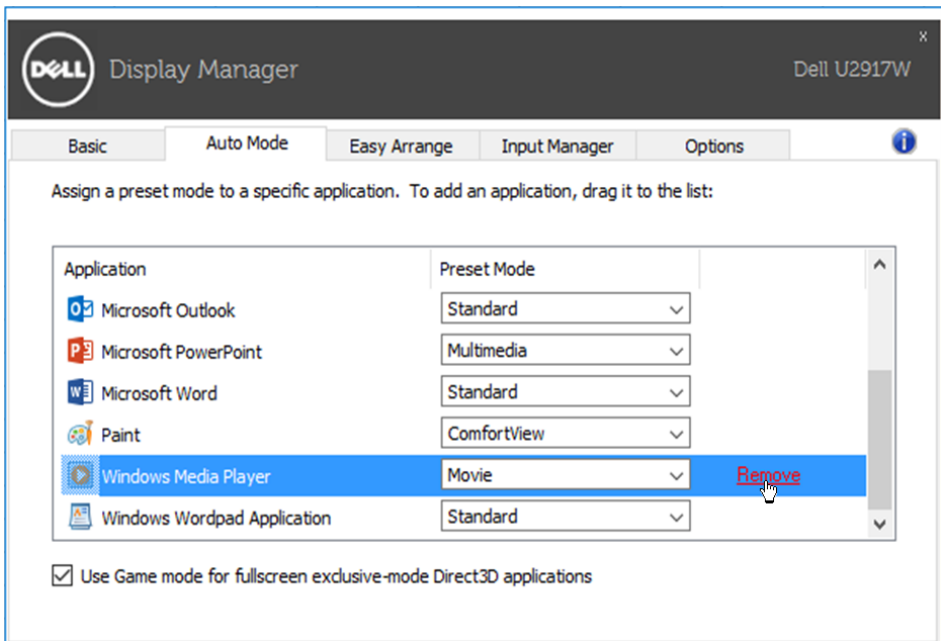 x
DELL Display Manager Dell U2917W
Basic Auto Mode Easy Arrange Input Manager Options
Assign a preset mode to a specific application. To add an application, drag it to the list:
Application Preset Mode
Microsoft Outlook Standard
Microsoft PowerPoint Multimedia
Microsoft Word Standard
Paint ComfortView
Windows Media Player Movie Remove
Windows Wordpad Application Standard
Use Game mode for fullscreen exclusive-mode Direct3D applications